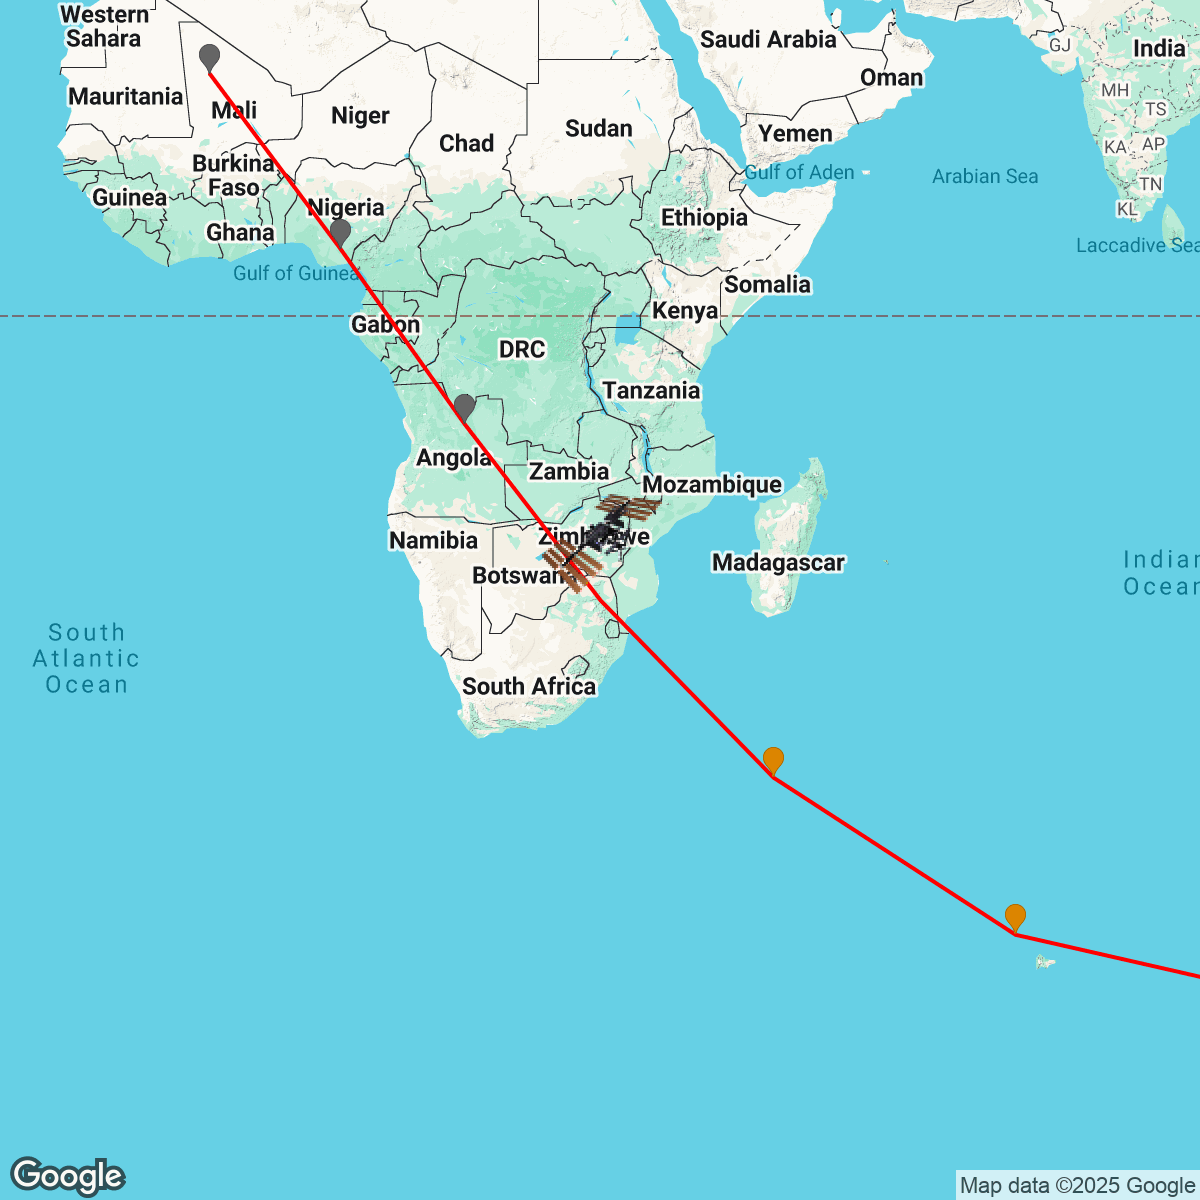 Western
Sahara
Mauritania
Mali
Niger
Chad
Sudan
Saudi Arabia
Oman
Yemen
GJ
India
MH
TS
KA
AP
TN
KL
Burkina
Faso
Guinea
Ghana
Nigeria
Ethiopia
Gulf of Aden
Arabian Sea
Laccadive Sea
Gulf of Guinea
Somalia
Kenya
Gabon
DRC
Tanzania
Angola
Zambia
Mozambique
Namibia
Botswan
Madagascar
Indian
Ocean
South
Atlantic
Ocean
South Africa
Google
Map data ©2025 Google